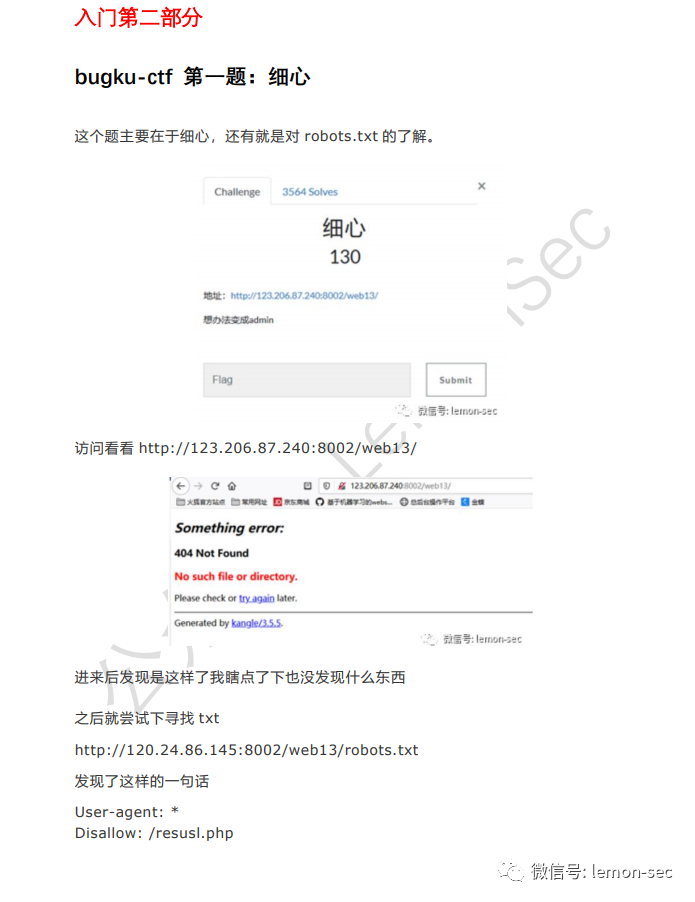 入门第二部分
bugku-ctf 第一题：细心
这个题主要在于细心，还有就是对 robots.txt 的了解。
Challenge
3564 Solves
×
细心
130
地址：http://123.206.87.240:8002/web13/
想办法变成admin
Flag
Submit
微信号: lemon-sec
访问看看 http://123.206.87.240:8002/web13/
123.206.87.240:8002/web13/
火狐官方站点 常用网址 京东商城 基于机器学习的webs...
Something error:
404 Not Found
No such file or directory.
Please check or try again later.
Generated by kangle/3.5.5.
微信号: lemon-sec
进来后发现是这样了我瞎点了下也没发现什么东西
之后就尝试下寻找 txt
http://120.24.86.145:8002/web13/robots.txt
发现了这样的一句话
User-agent: *
Disallow: /resusl.php
微信号: lemon-sec